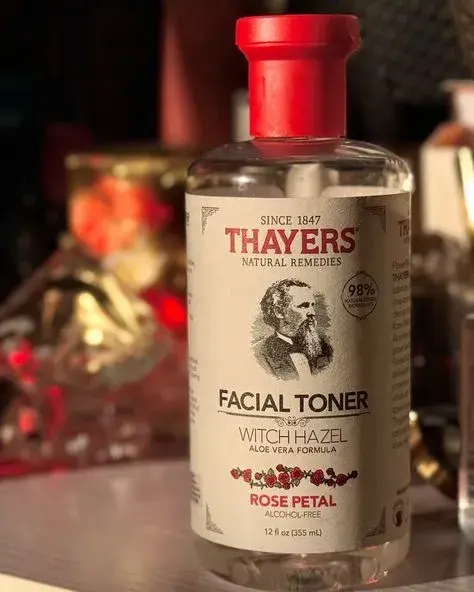 SINCE 1847
THAYERS
NATURAL REMEDIES
98%
FACIAL TONER
WITCH HAZEL
ALOE VERA FORMULA
ROSE PETAL
ALCOHOL-FREE
12 fl oz (355 mL)